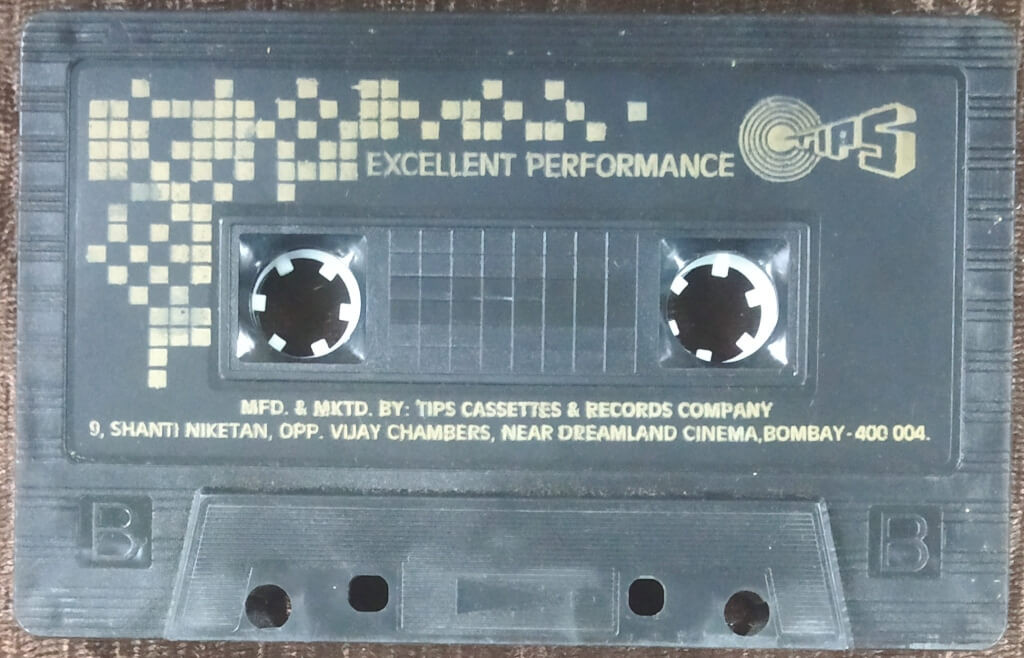 EXCELLENT PERFORMANCE
TIPS
MFD. & MKTD. BY: TIPS CASSETTES & RECORDS COMPANY
9, SHANTI NIKETAN, OPP. VIJAY CHAMBERS, NEAR DREAMLAND CINEMA,BOMBAY-400 004.
B
B